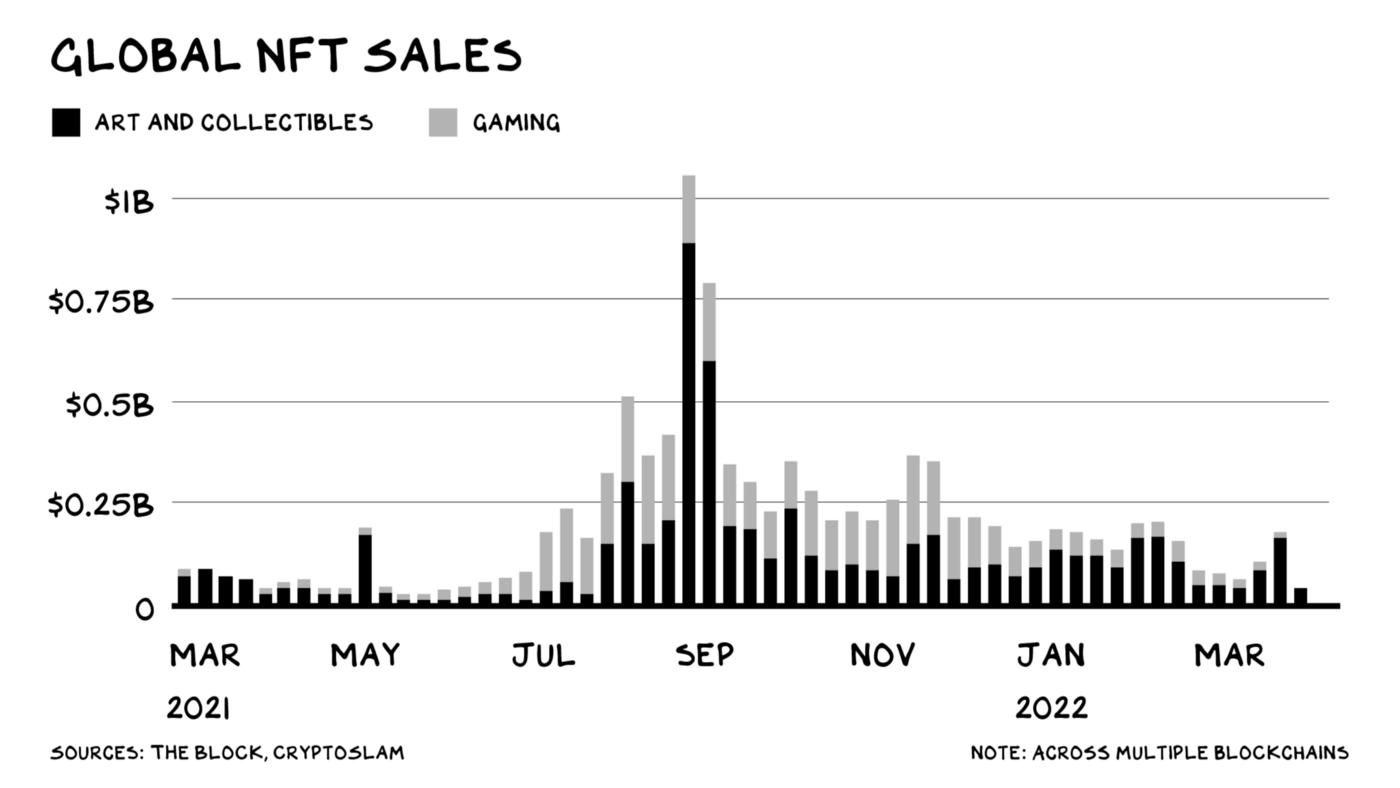 GLOBAL NFT SALES
ART AND COLLECTIBLES GAMING
$1B
$0.75B
$0.5B
$0.25B
0
MAR MAY JUL SEP NOV JAN MAR
2021 2022
SOURCES: THE BLOCK, CRYPTOSLAM NOTE: ACROSS MULTIPLE BLOCKCHAINS